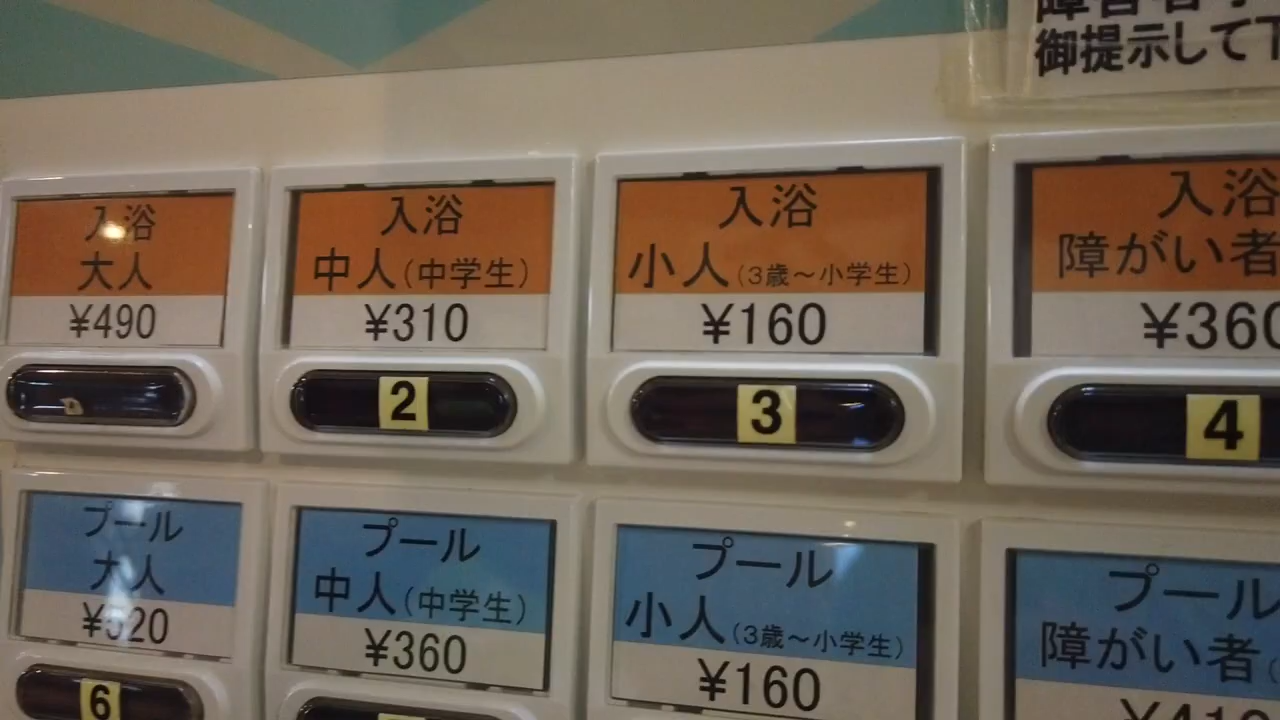 御提示して下
入浴
大人
¥490
入浴
中人(中学生)
¥310
2
入浴
小人(3歳～小学生)
¥160
3
入浴
障がい者
¥360
4
プール
大人
¥520
6
プール
中人(中学生)
¥360
プール
小人(3歳～小学生)
¥160
プール
障がい者(